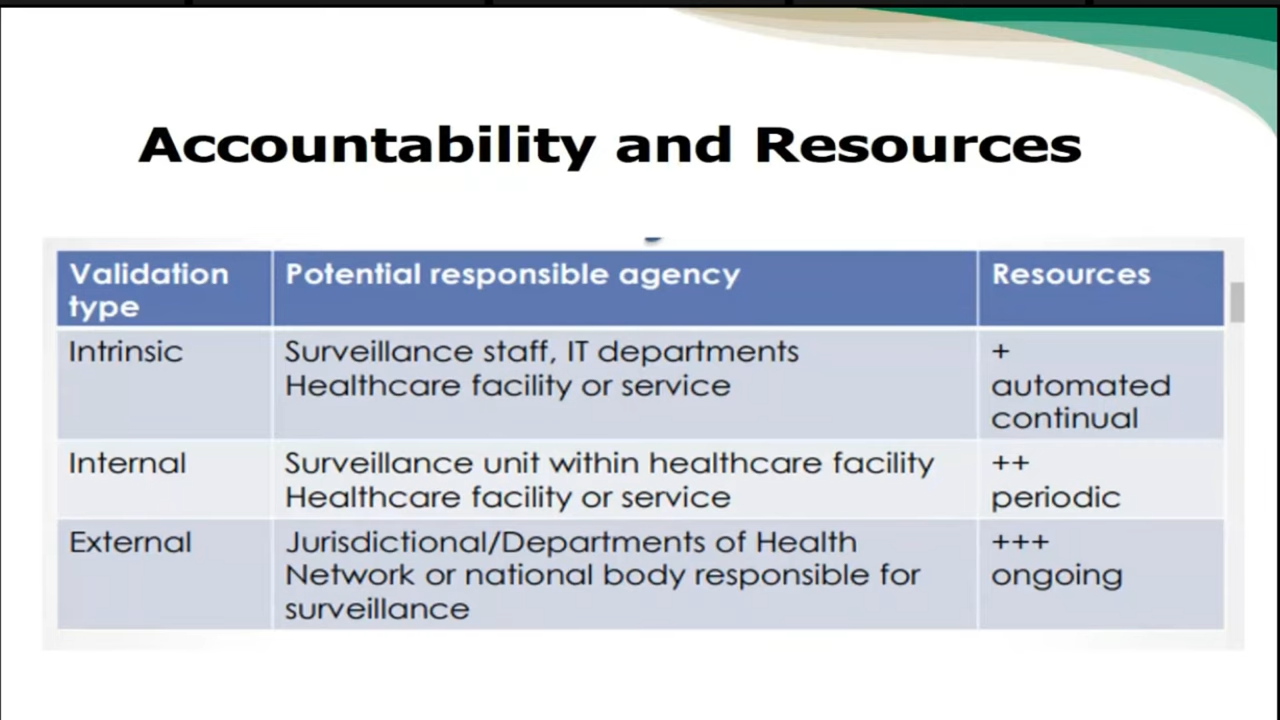 Accountability and Resources
Validation type	Potential responsible agency	Resources
Intrinsic	Surveillance staff, IT departments	+
Healthcare facility or service	automated
continual
Internal	Surveillance unit within healthcare facility	++
Healthcare facility or service	periodic
External	Jurisdictional/Departments of Health	+++
Network or national body responsible for	ongoing
surveillance